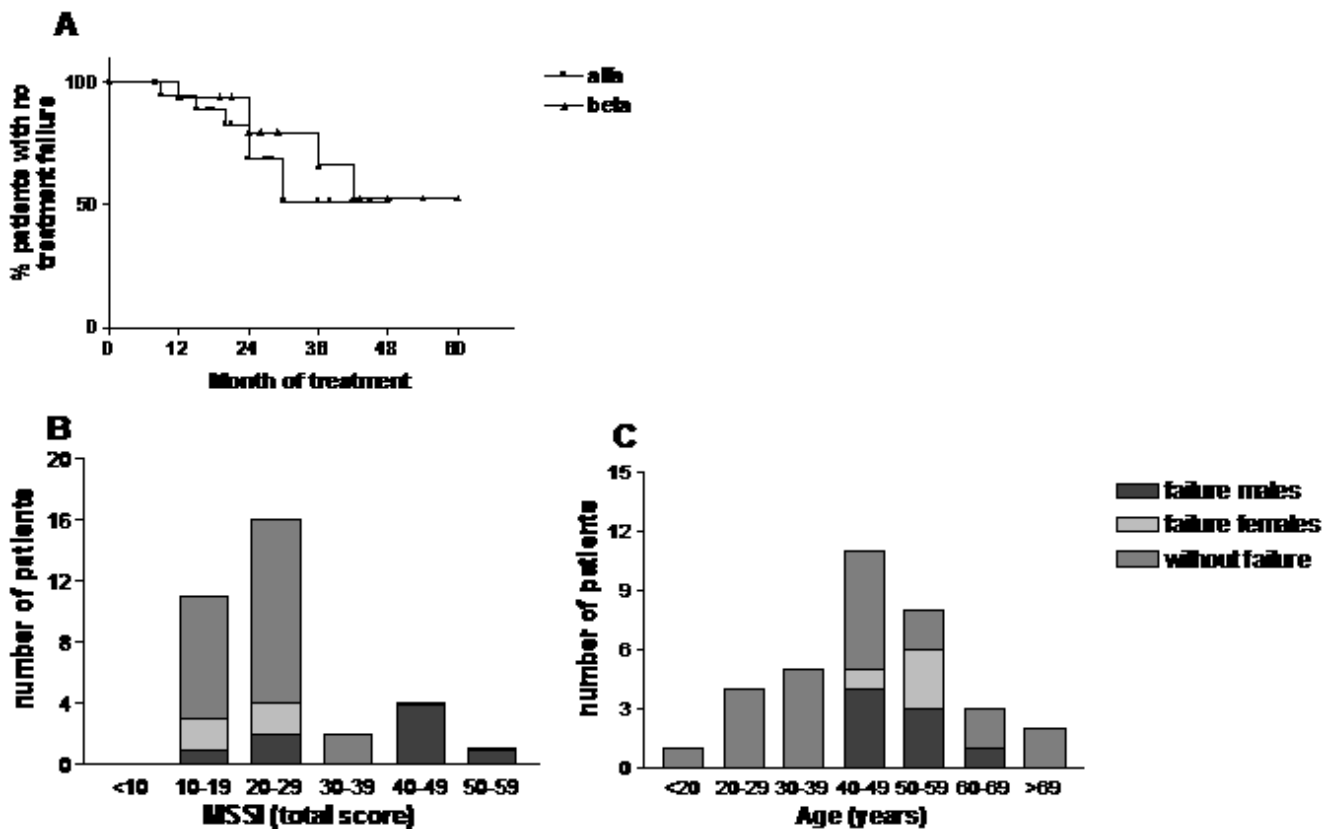 A
% patients with no
treatment failure
100
50
0
0 12 24 36 48 60
Month of treatment
alfa
beta
B
number of patients
20
16
12
8
4
0
<10 10-19 20-29 30-39 40-49 50-59
MSSI (total score)
C
number of patients
15
12
9
6
3
0
<20 20-29 30-39 40-49 50-59 60-69 >69
Age (years)
failure males
failure females
without failure